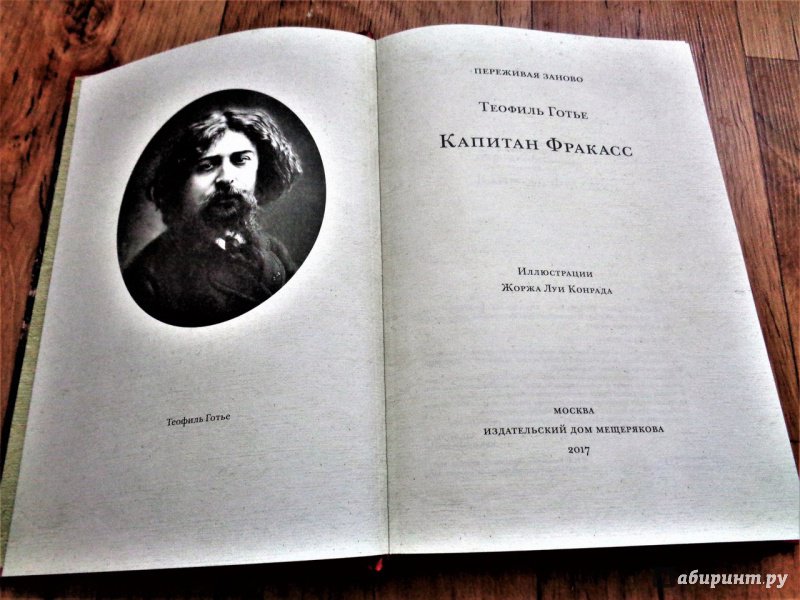 Теофиль Готье
ПЕРЕЖИВАЯ ЗАНОВО
Теофиль Готье
Капитан Фракасс
Иллюстрации
Жоржа Луи Конрада
МОСКВА
ИЗДАТЕЛЬСКИЙ ДОМ МЕЩЕРЯКОВА
2017
абиринт.ру